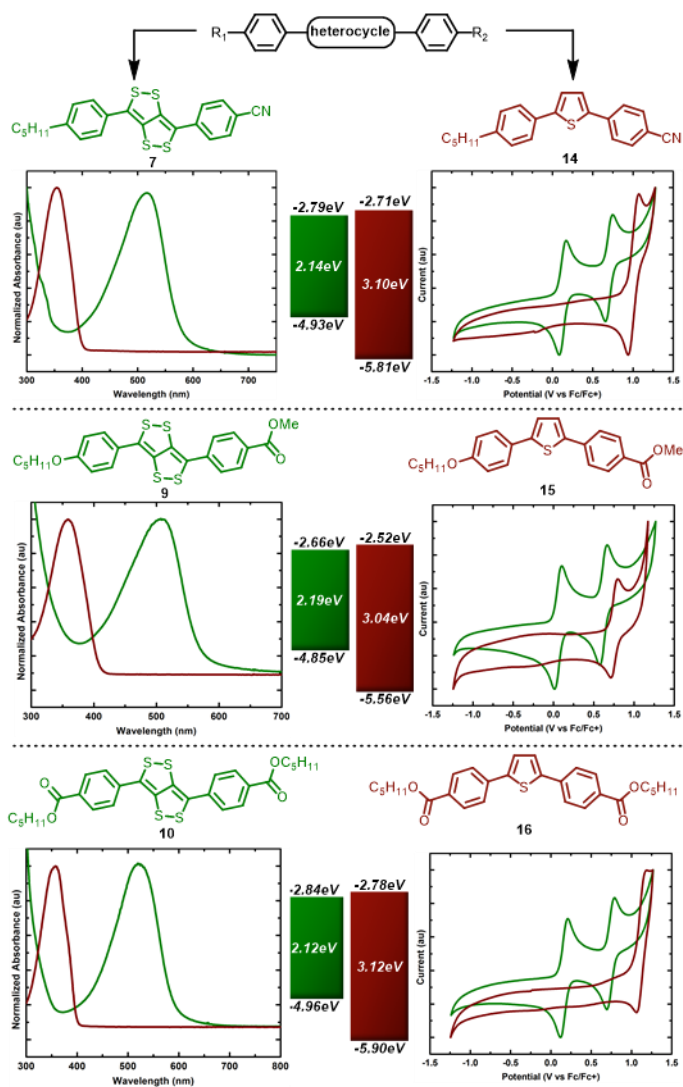 R1 heterocycle R2
S-S
C5H11 CN
S-S
7
S
C5H11 CN
14
Normalized Absorbance (au)
300 400 500 600 700
Wavelength (nm)
-2.79eV -2.71eV
2.14eV 3.10eV
-4.93eV
-5.81eV
Current (au)
-1.5 -1.0 -0.5 0.0 0.5 1.0 1.5
Potential (V vs Fc/Fc+)
S-S OMe
C5H11O O
S-S
9
S OMe
C5H11O O
15
Normalized Absorbance (au)
300 400 500 600 700
Wavelength (nm)
-2.66eV -2.52eV
2.19eV 3.04eV
-4.85eV
-5.56eV
Current (au)
-1.5 -1.0 -0.5 0.0 0.5 1.0 1.5
Potential (V vs Fc/Fc+)
S-S OC5H11
O O
C5H11O S-S
10
S
C5H11O OC5H11
O O
16
Normalized Absorbance (au)
300 400 500 600 700 800
Wavelength (nm)
-2.84eV -2.78eV
2.12eV 3.12eV
-4.96eV
-5.90eV
Current (au)
-1.5 -1.0 -0.5 0.0 0.5 1.0 1.5
Potential (V vs Fc/Fc+)